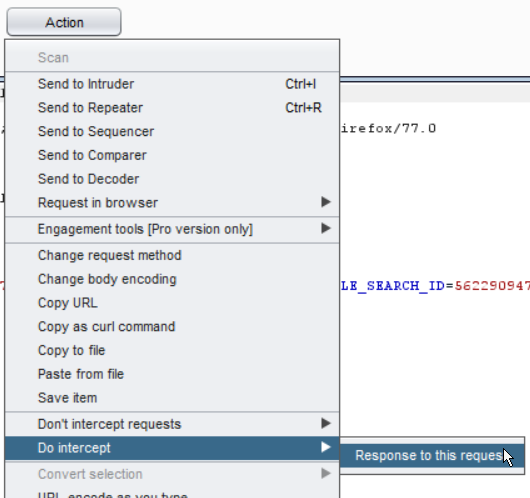 Action
Scan
Send to Intruder Ctrl+I
Send to Repeater Ctrl+R
irefox/77.0
Send to Sequencer
Send to Comparer
Send to Decoder
Request in browser
Engagement tools [Pro version only]
Change request method
Change body encoding
LE_SEARCH_ID=562290947
Copy URL
Copy as curl command
Copy to file
Paste from file
Save item
Don't intercept requests
Do intercept
Response to this reques
Convert selection
URL encode as you type